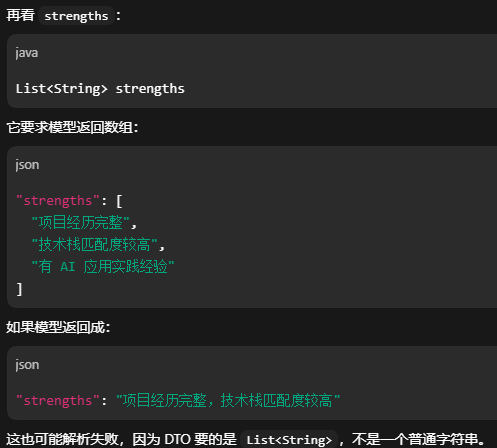 再看 strengths：
java
List<String> strengths
它要求模型返回数组：
json
"strengths": [
"项目经历完整",
"技术栈匹配度较高",
"有 AI 应用实践经验"
]
如果模型返回成：
json
"strengths": "项目经历完整，技术栈匹配度较高"
这也可能解析失败，因为 DTO 要的是 List<String>，不是一个普通字符串。